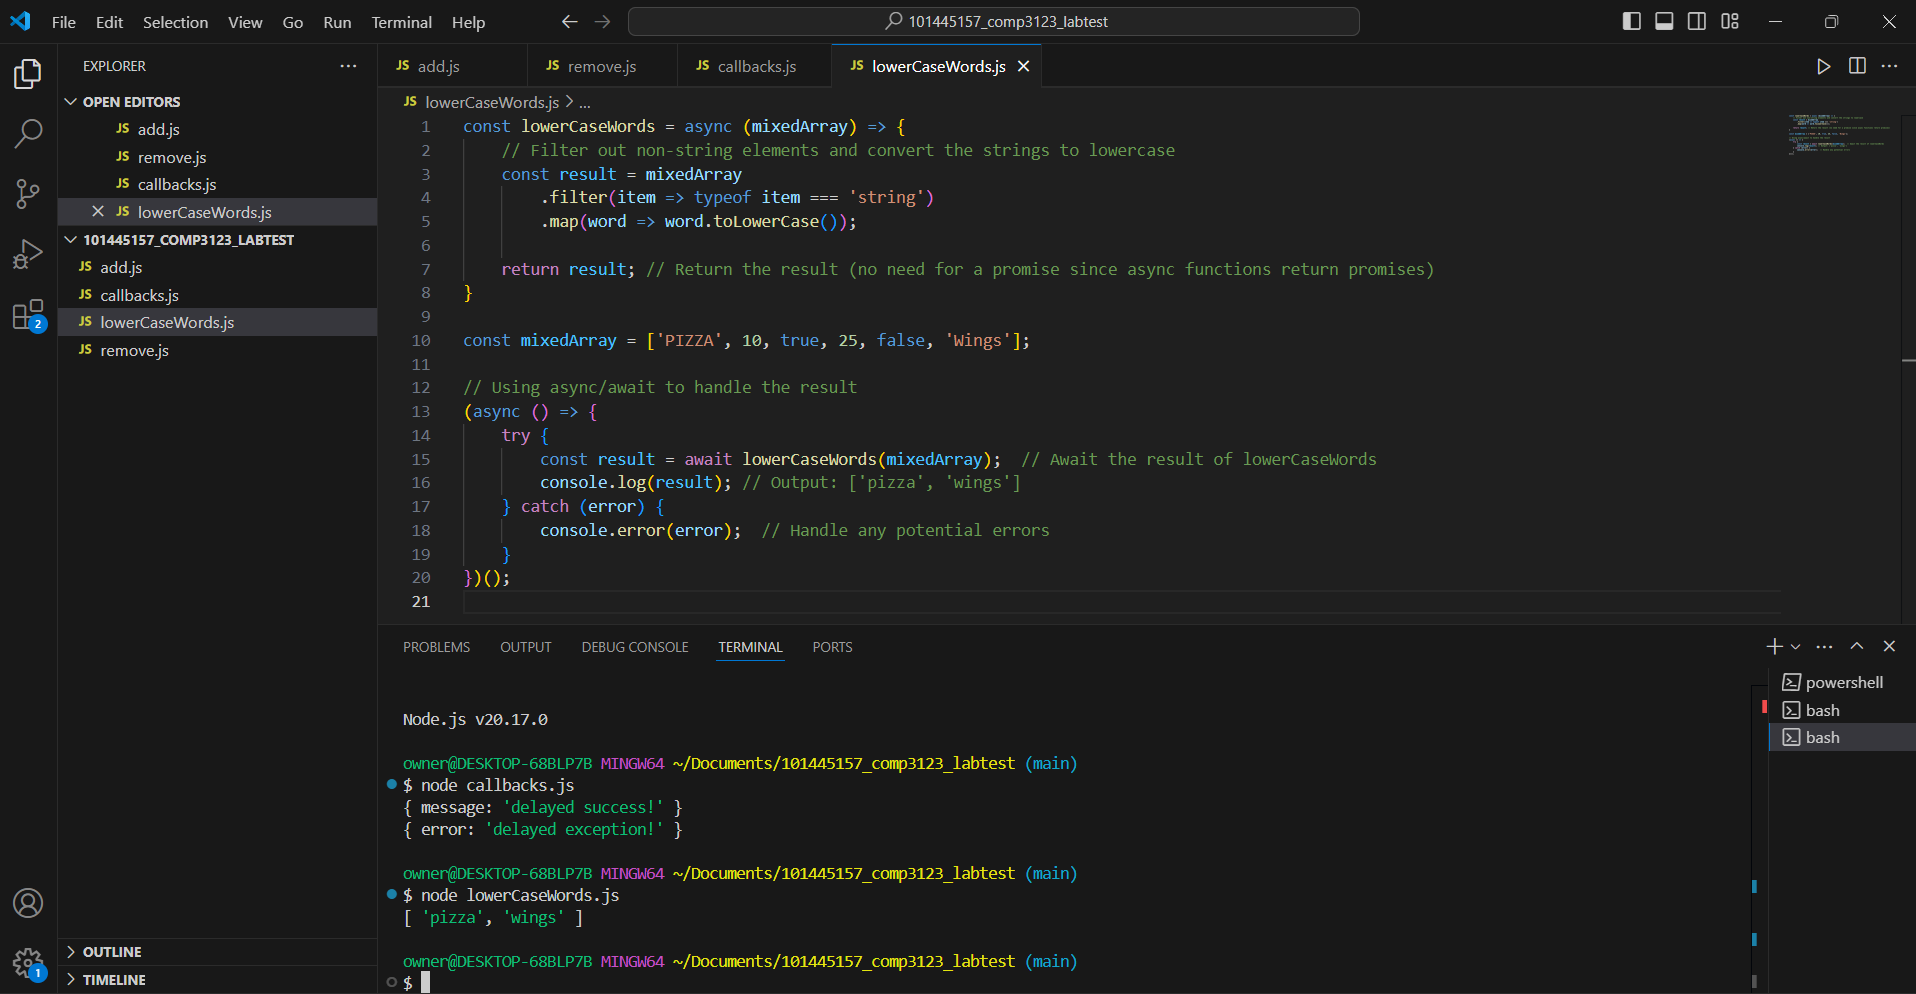 File Edit Selection View Go Run Terminal Help
101445157_comp3123_labtest
EXPLORER
OPEN EDITORS
JS add.js
JS remove.js
JS callbacks.js
JS lowerCaseWords.js
101445157_COMP3123_LABTEST
JS add.js
JS callbacks.js
JS lowerCaseWords.js
JS remove.js
2
1
OUTLINE
TIMELINE
JS add.js JS remove.js JS callbacks.js JS lowerCaseWords.js
JS lowerCaseWords.js > ...
1 const lowerCaseWords = async (mixedArray) => {
2 // Filter out non-string elements and convert the strings to lowercase
3 const result = mixedArray
4 .filter(item => typeof item === 'string')
5 .map(word => word.toLowerCase());
6
7 return result; // Return the result (no need for a promise since async functions return promises)
8 }
9
10 const mixedArray = ['PIZZA', 10, true, 25, false, 'Wings'];
11
12 // Using async/await to handle the result
13 (async () => {
14 try {
15 const result = await lowerCaseWords(mixedArray); // Await the result of lowerCaseWords
16 console.log(result); // Output: ['pizza', 'wings']
17 } catch (error) {
18 console.error(error); // Handle any potential errors
19 }
20 })();
21
PROBLEMS OUTPUT DEBUG CONSOLE TERMINAL PORTS
Node.js v20.17.0
owner@DESKTOP-68BLP7B MINGW64 ~/Documents/101445157_comp3123_labtest (main)
$ node callbacks.js
{ message: 'delayed success!' }
{ error: 'delayed exception!' }
owner@DESKTOP-68BLP7B MINGW64 ~/Documents/101445157_comp3123_labtest (main)
$ node lowerCaseWords.js
[ 'pizza', 'wings' ]
owner@DESKTOP-68BLP7B MINGW64 ~/Documents/101445157_comp3123_labtest (main)
$
powershell
bash
bash